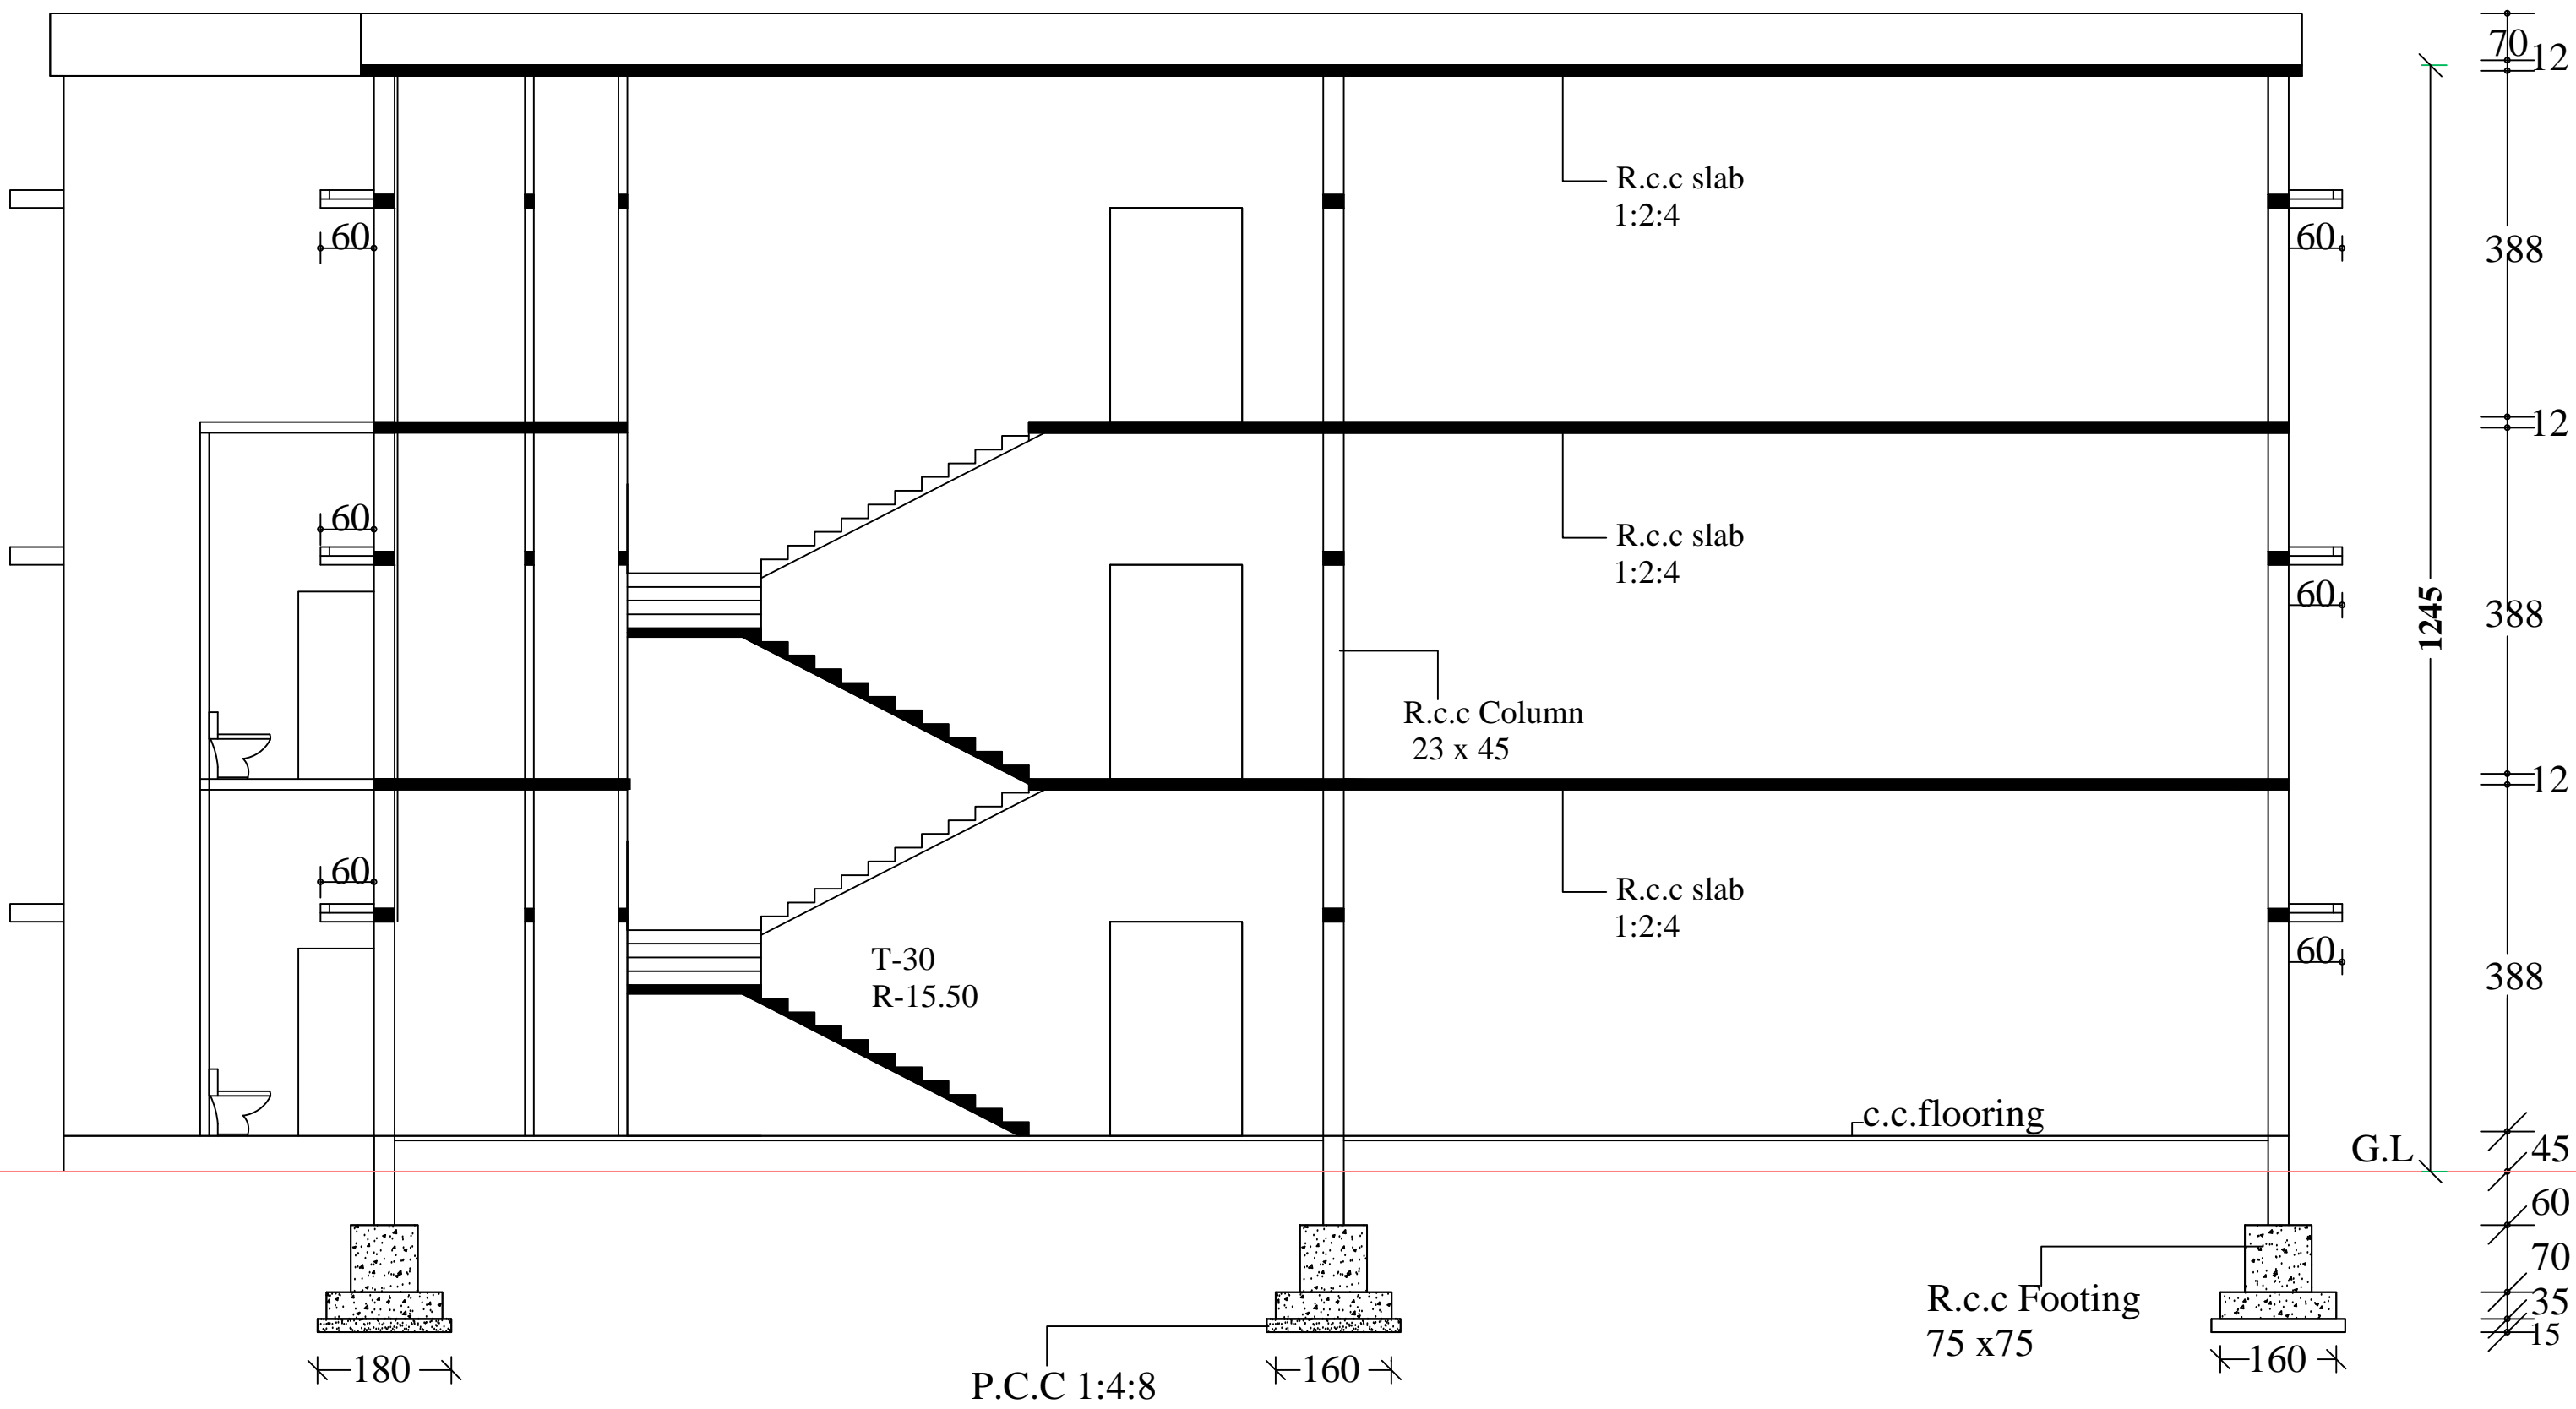 70
12
R.c.c slab
1:2:4
60
60
388
12
60
R.c.c slab
1:2:4
60
1245
388
R.c.c Column
23 x 45
12
60
R.c.c slab
1:2:4
T-30
R-15.50
60
388
c.c.flooring
G.L
45
60
70
R.c.c Footing
75 x75
35
15
180
P.C.C 1:4:8
160
160